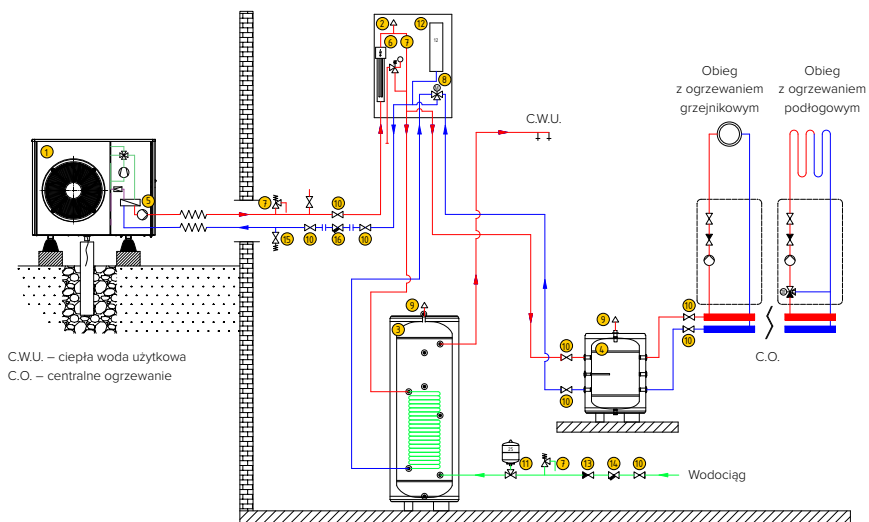 2
12
6
7
12
8
Obieg
z ogrzewaniem
grzejnikowym
Obieg
z ogrzewaniem
podłogowym
C.W.U.
1
5
7
10
15
10
16
10
9
3
9
4
10
10
10
10
C.W.U. – ciepła woda użytkowa
C.O. – centralne ogrzewanie
C.O.
25
11
7
13
14
10
Wodociąg